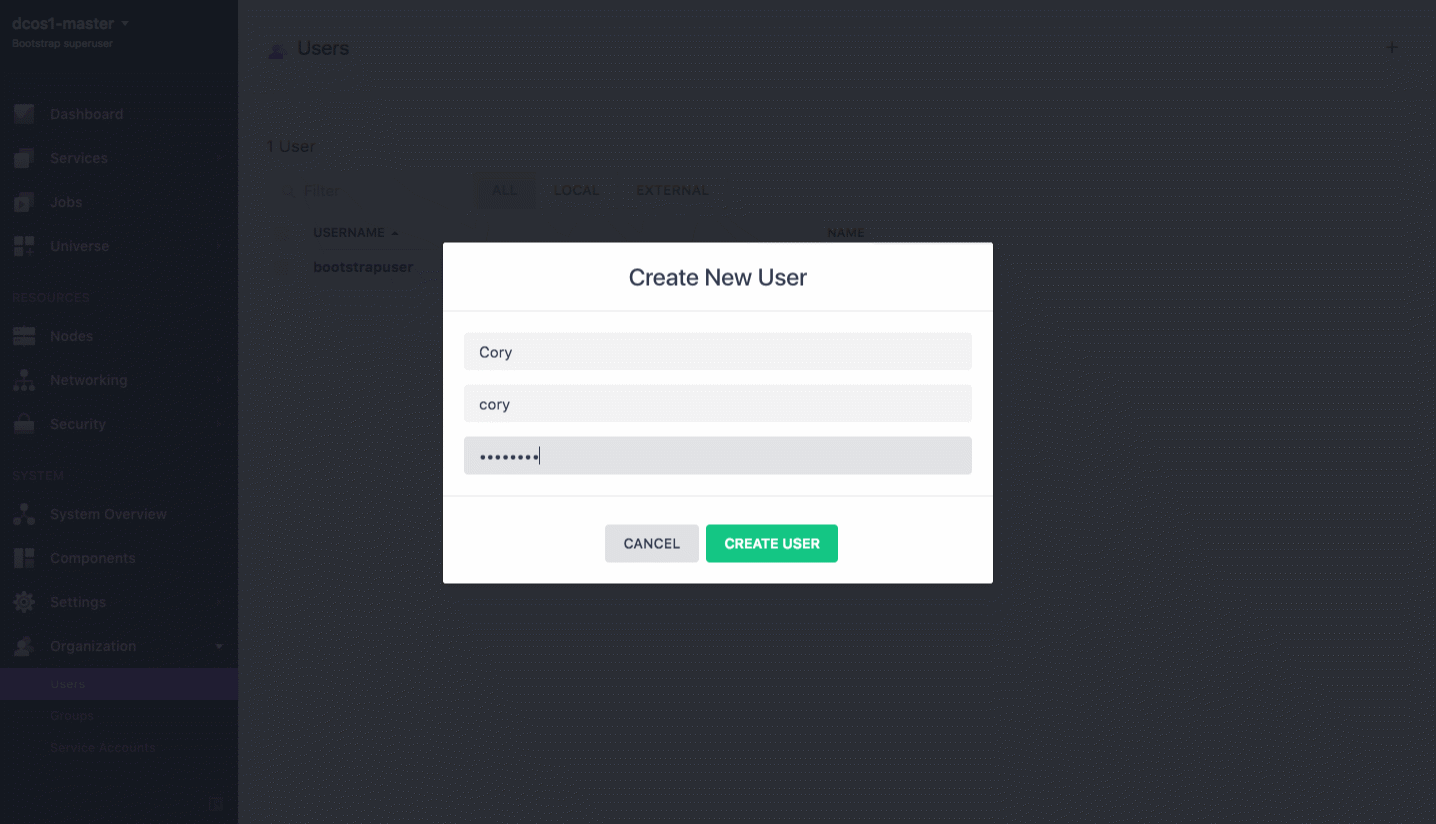 dcos1-master
Bootstrap superuser
Dashboard
Services
Jobs
Universe
RESOURCES
Nodes
Networking
Security
SYSTEM
System Overview
Components
Settings
Organization
Users
Groups
Service Accounts
Users
+
1 User
Filter
ALL LOCAL EXTERNAL
USERNAME NAME
bootstrapuser
Create New User
Cory
cory
••••••••
CANCEL CREATE USER